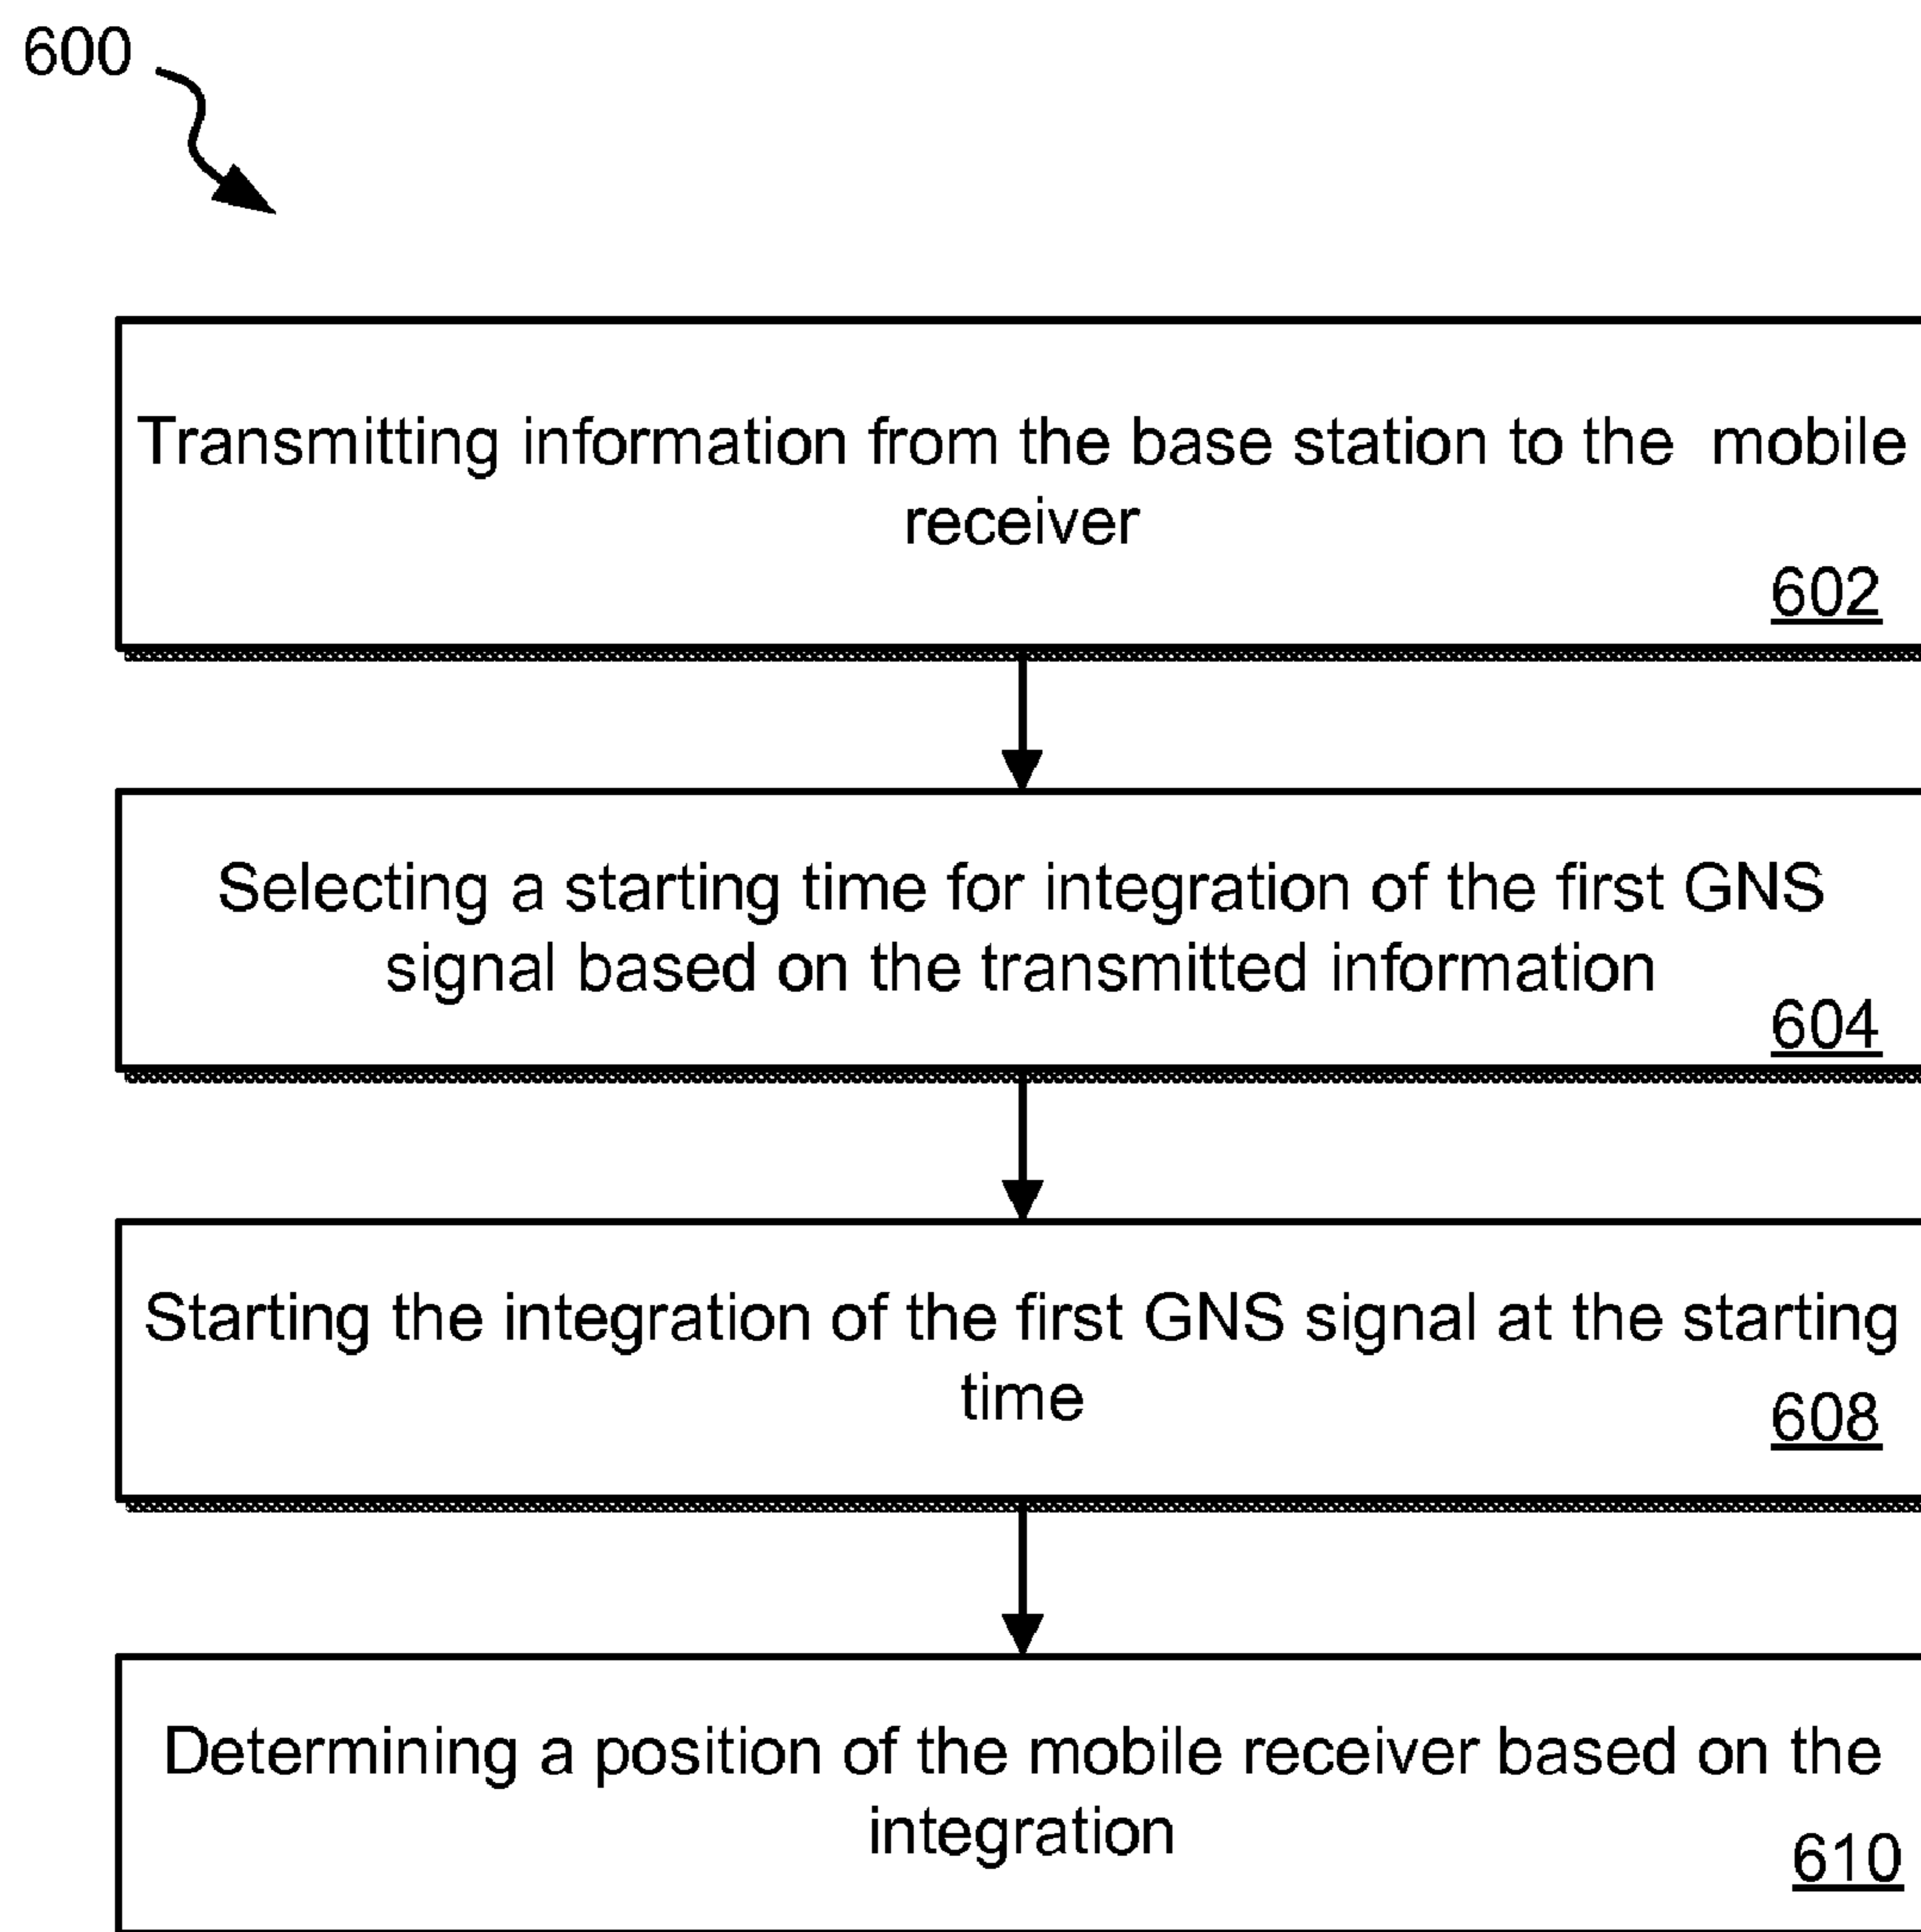 600
Transmitting information from the base station to the mobile
receiver
602
Selecting a starting time for integration of the first GNS
signal based on the transmitted information
604
Starting the integration of the first GNS signal at the starting
time
608
Determining a position of the mobile receiver based on the
integration
610